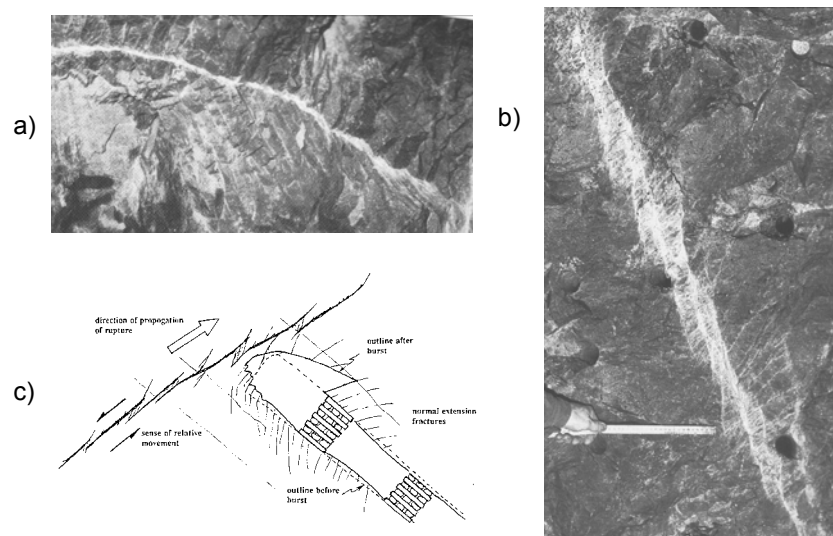 a)
b)
c)
direction of propogation
of rupture
outline after
burst
normal extension
fractures
sense of relative
movement
outline before
burst